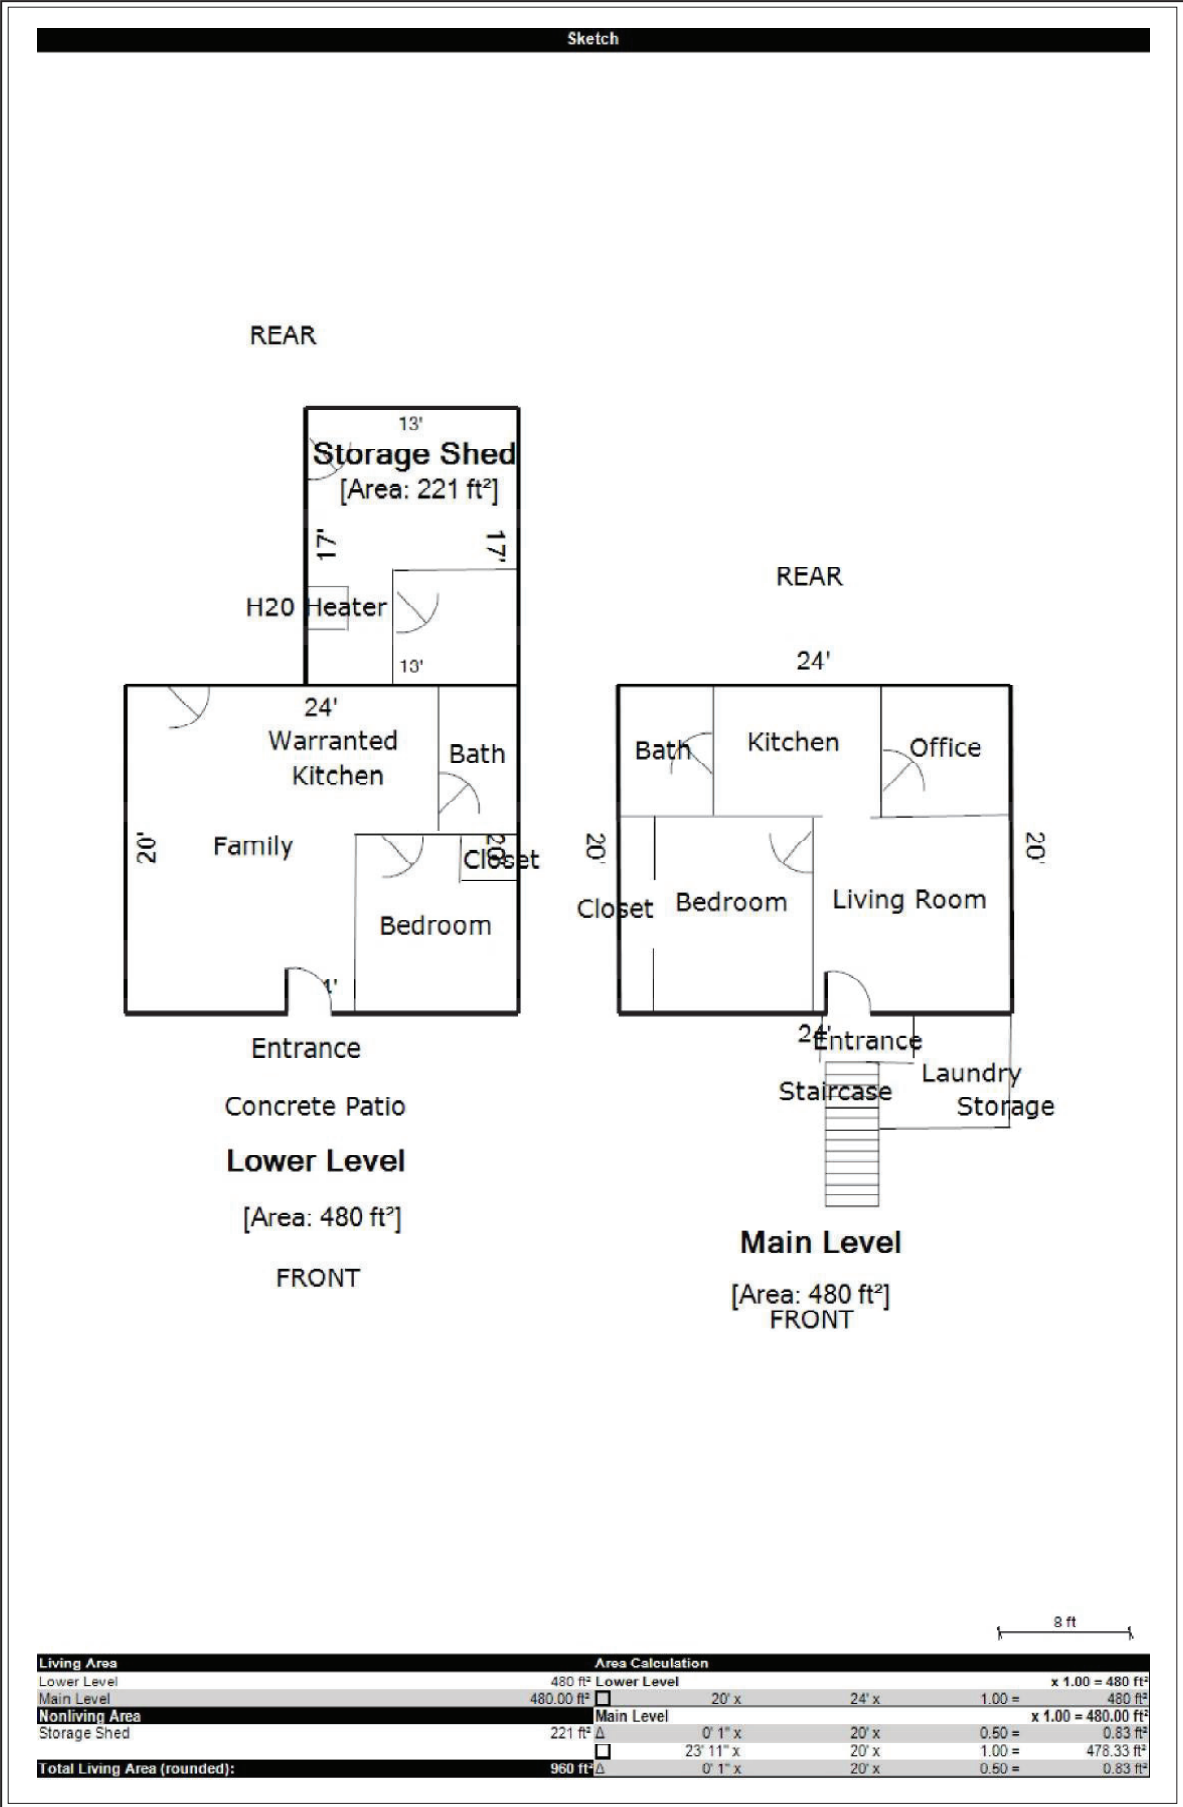 Sketch
REAR
13'
Storage Shed
[Area: 221 ft²]
17'
17'
H20 Heater
13'
24'
Warranted
Kitchen
Bath
20'
Family
20'
Closet
Bedroom
Entrance
Concrete Patio
Lower Level
[Area: 480 ft²]
FRONT
REAR
24'
Bath
Kitchen
Office
20'
20'
Closet
Bedroom
Living Room
24'
Entrance
Laundry
Staircase
Storage
Main Level
[Area: 480 ft²]
FRONT
8 ft
Living Area
Lower Level 480 ft²
Main Level 480.00 ft²
Nonliving Area
Storage Shed 221 ft²
Total Living Area (rounded): 960 ft²
Area Calculation
Lower Level x 1.00 = 480 ft²
20' x 24' x 1.00 = 480 ft²
Main Level x 1.00 = 480.00 ft²
Δ 0' 1" x 20' x 0.50 = 0.83 ft²
23' 11" x 20' x 1.00 = 478.33 ft²
Δ 0' 1" x 20' x 0.50 = 0.83 ft²